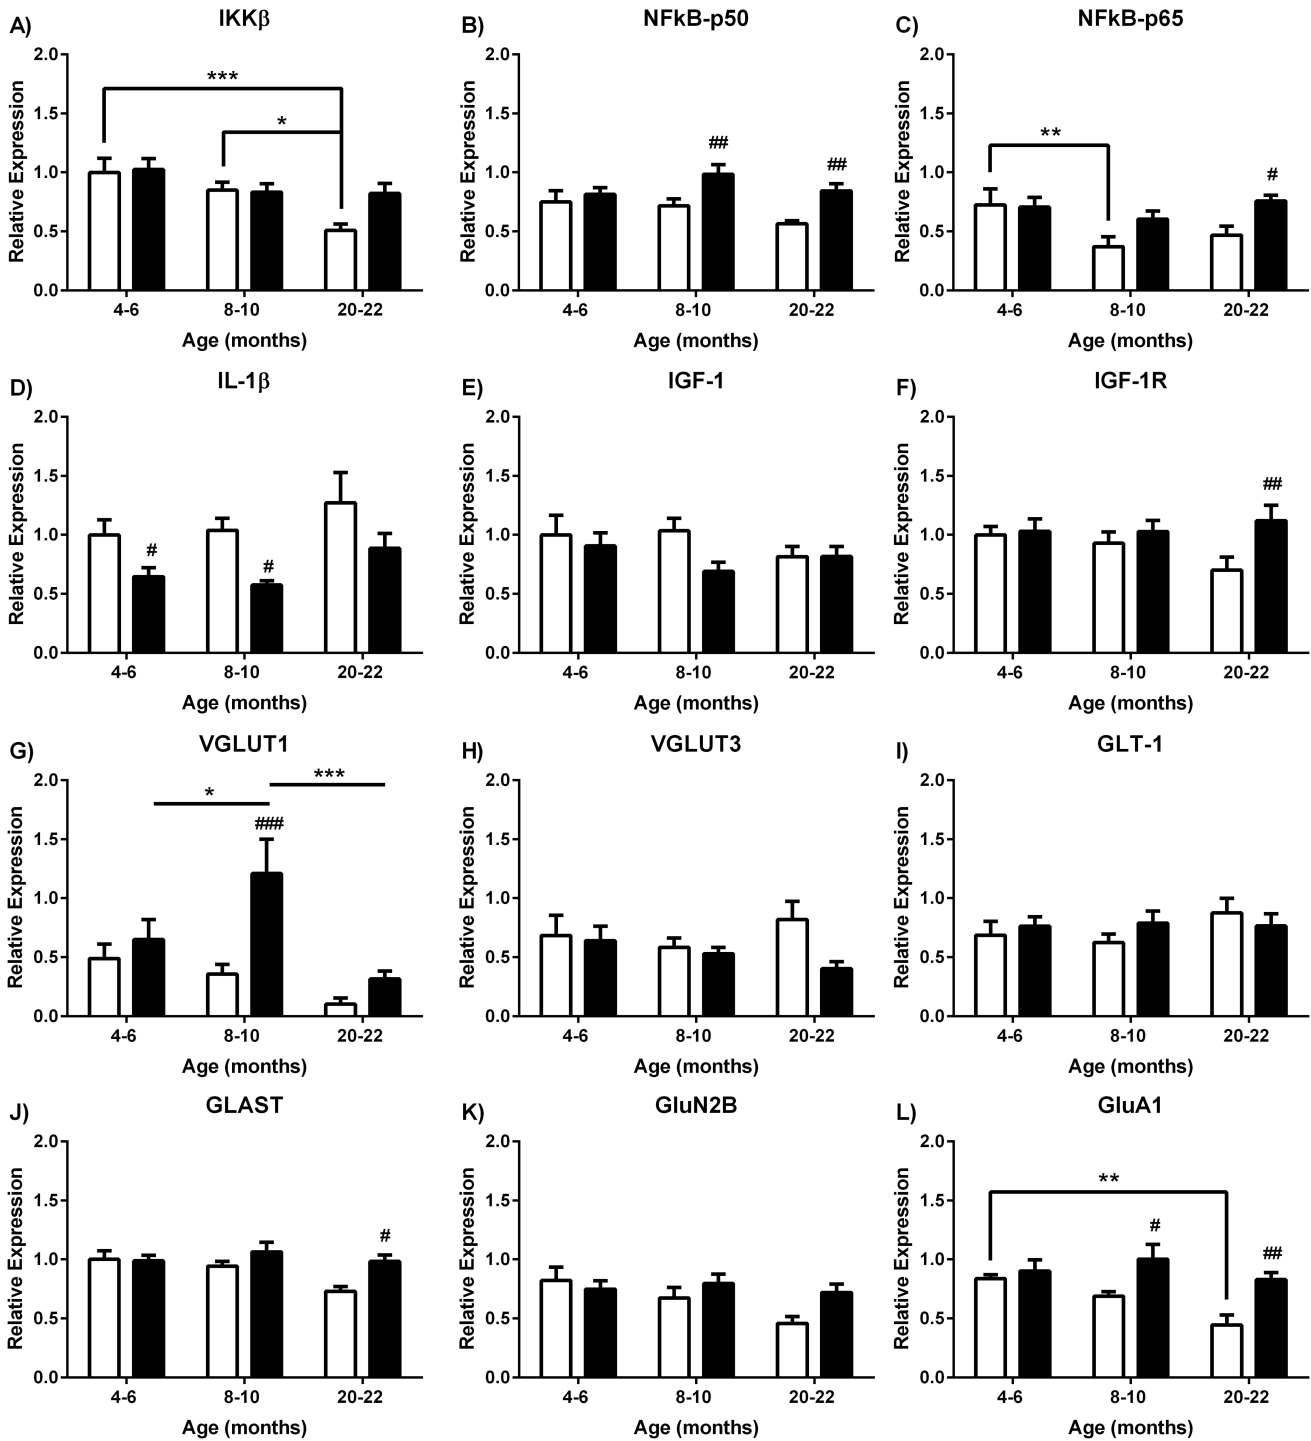 A) IKKβ
Relative Expression
2.0
1.5
1.0
0.5
0.0
***
*
4-6 8-10 20-22
Age (months)
B) NFkB-p50
Relative Expression
2.0
1.5
1.0
0.5
0.0
## ##
4-6 8-10 20-22
Age (months)
C) NFkB-p65
Relative Expression
2.0
1.5
1.0
0.5
0.0
**
#
4-6 8-10 20-22
Age (months)
D) IL-1β
Relative Expression
2.0
1.5
1.0
0.5
0.0
# #
4-6 8-10 20-22
Age (months)
E) IGF-1
Relative Expression
2.0
1.5
1.0
0.5
0.0
4-6 8-10 20-22
Age (months)
F) IGF-1R
Relative Expression
2.0
1.5
1.0
0.5
0.0
##
4-6 8-10 20-22
Age (months)
G) VGLUT1
Relative Expression
2.0
1.5
1.0
0.5
0.0
***
*
###
4-6 8-10 20-22
Age (months)
H) VGLUT3
Relative Expression
2.0
1.5
1.0
0.5
0.0
4-6 8-10 20-22
Age (months)
I) GLT-1
Relative Expression
2.0
1.5
1.0
0.5
0.0
4-6 8-10 20-22
Age (months)
J) GLAST
Relative Expression
2.0
1.5
1.0
0.5
0.0
#
4-6 8-10 20-22
Age (months)
K) GluN2B
Relative Expression
2.0
1.5
1.0
0.5
0.0
4-6 8-10 20-22
Age (months)
L) GluA1
Relative Expression
2.0
1.5
1.0
0.5
0.0
**
# ##
4-6 8-10 20-22
Age (months)